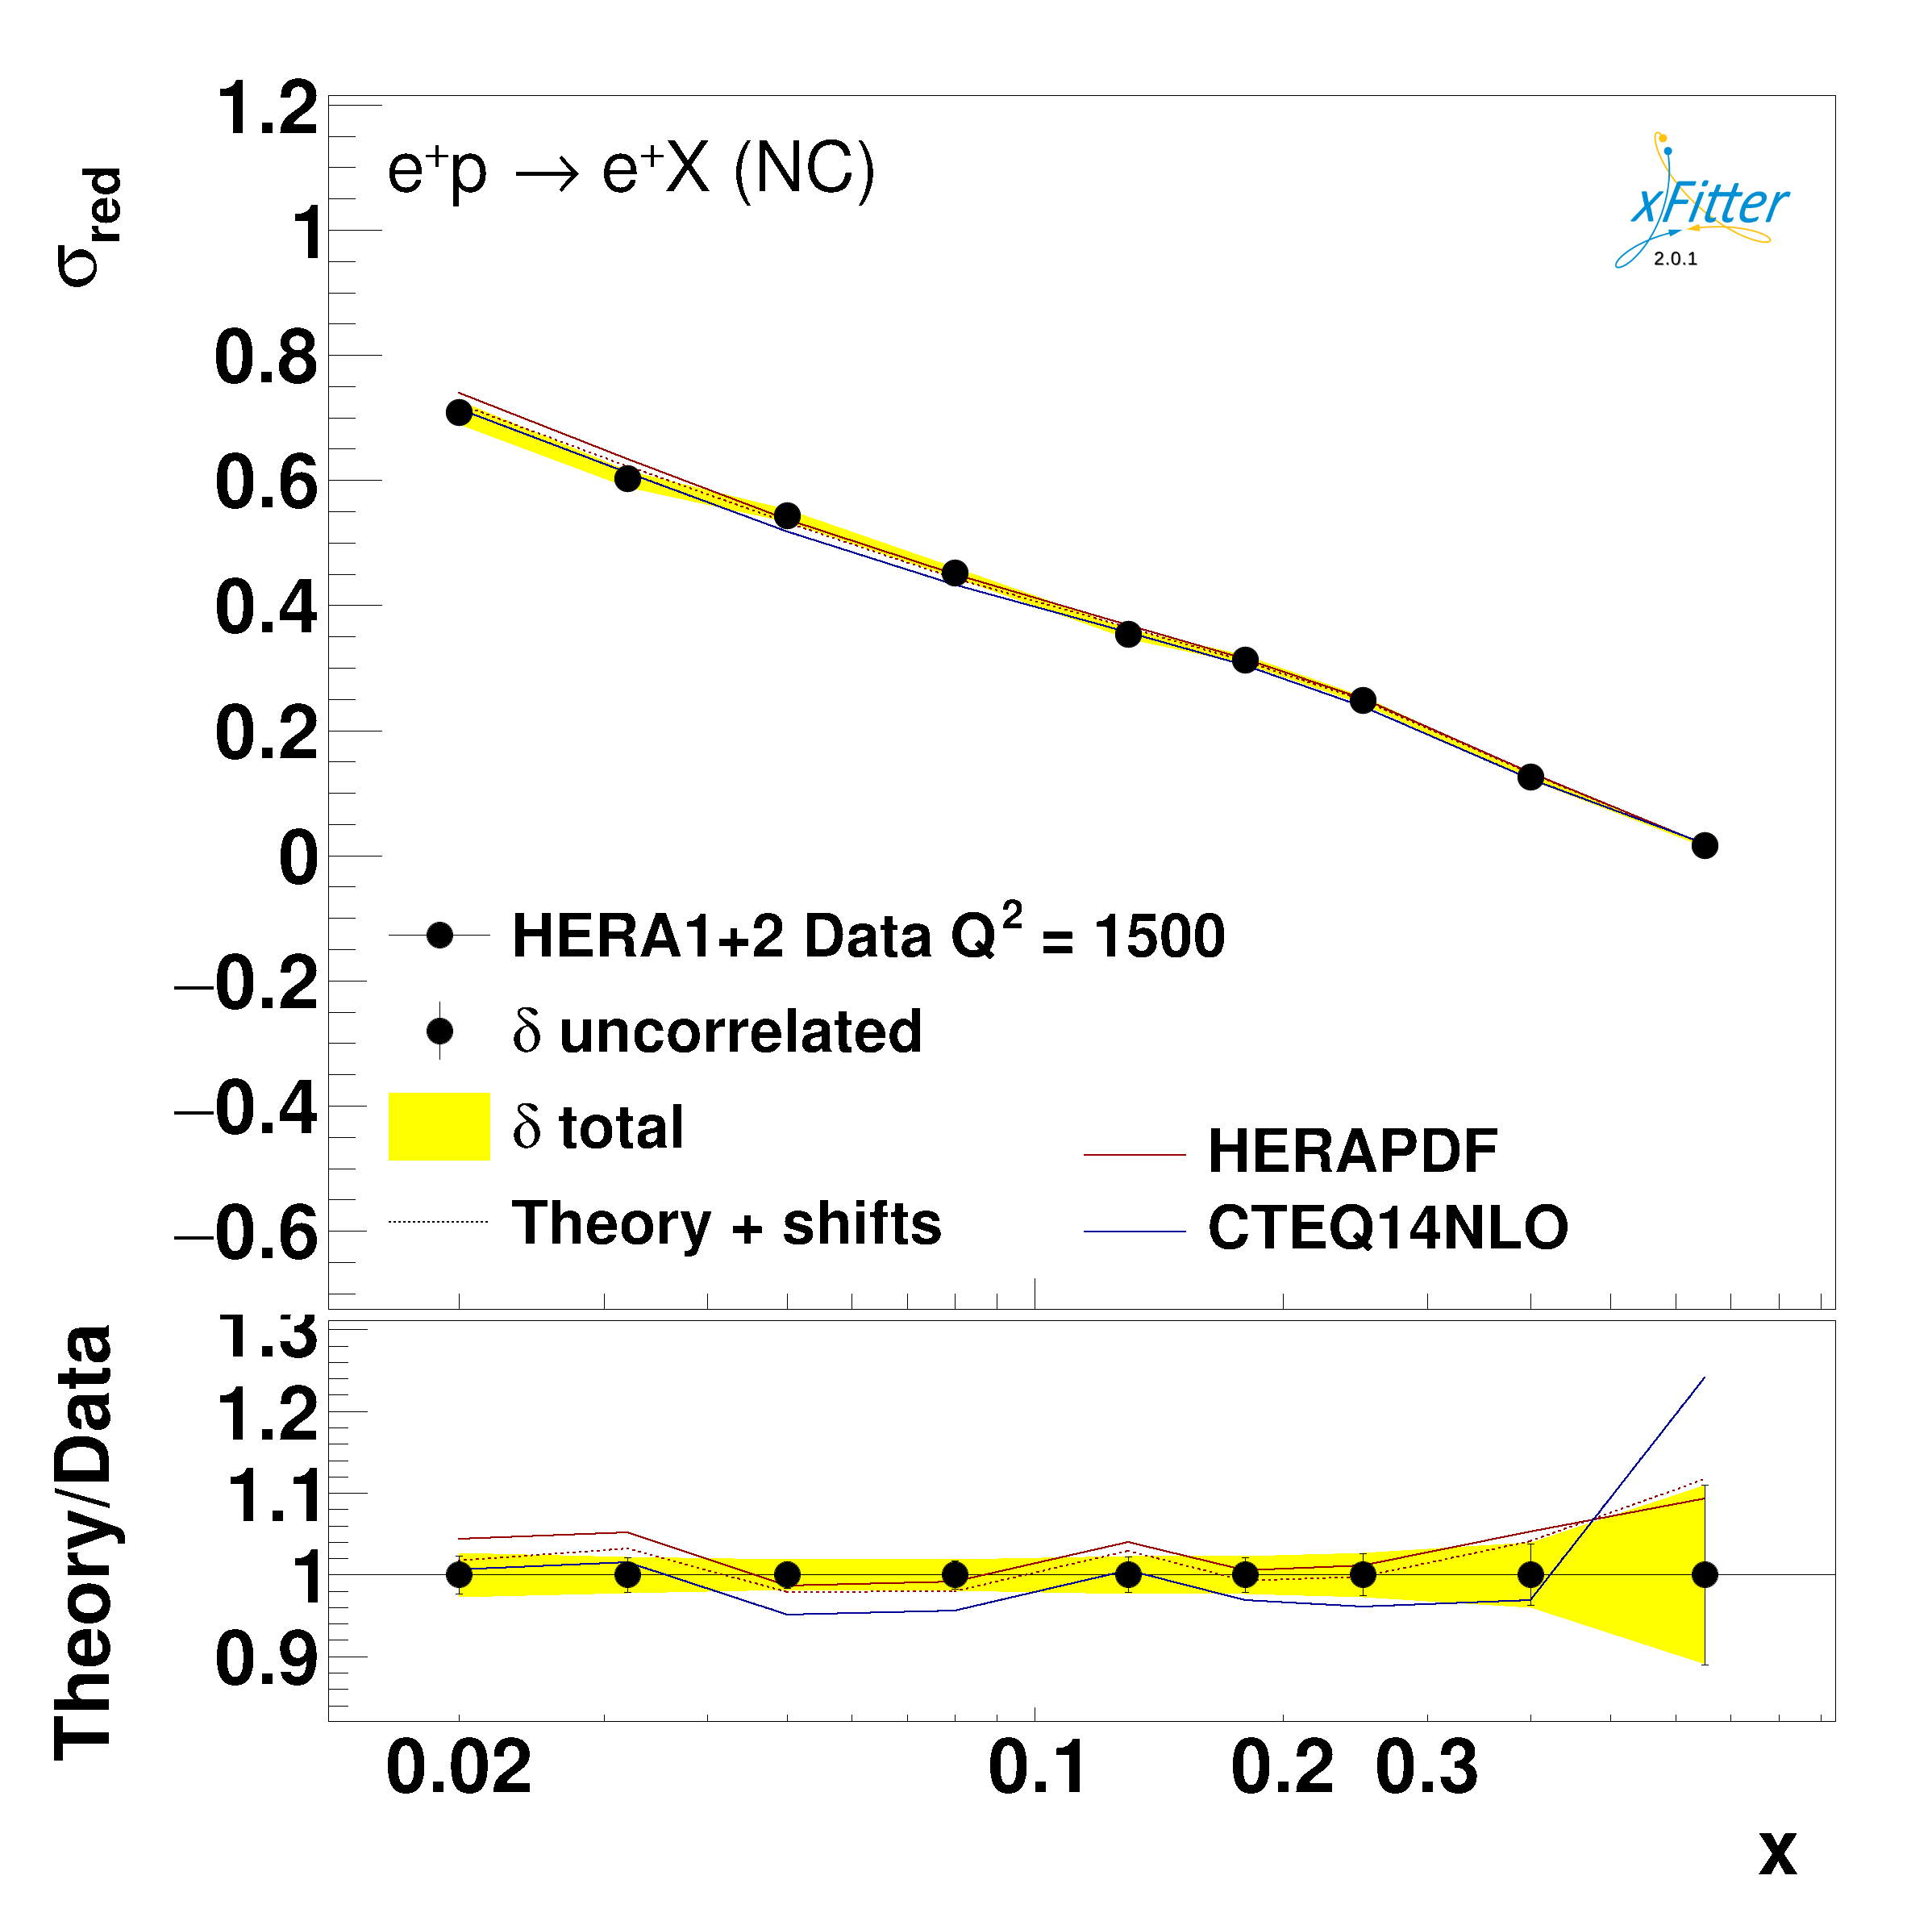 1.2
1
0.8
0.6
0.4
0.2
0
−0.2
−0.4
−0.6
σred
e+p → e+X (NC)
xFitter
2.0.1
HERA1+2 Data Q2 = 1500
δ uncorrelated
δ total
Theory + shifts
HERAPDF
CTEQ14NLO
1.3
1.2
1.1
1
0.9
Theory/Data
0.02 0.1 0.2 0.3
x